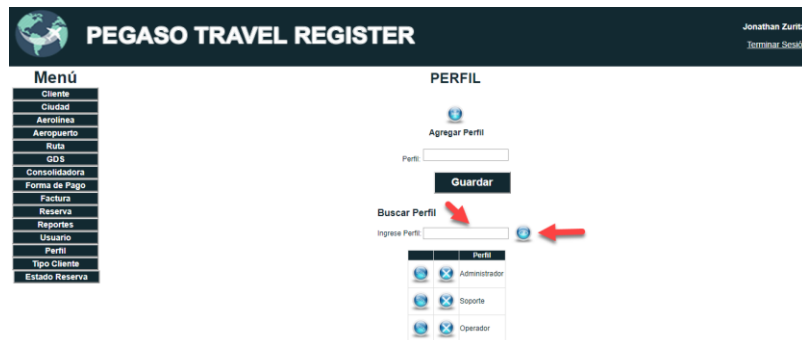 PEGASO TRAVEL REGISTER
Jonathan Zurita
Terminar Sesió
Menú
Cliente
Ciudad
Aerolinea
Aeropuerto
Ruta
GDS
Consolidadora
Forma de Pago
Factura
Reserva
Reportes
Usuario
Perfil
Tipo Cliente
Estado Reserva
PERFIL
Agregar Perfil
Perfil:
Guardar
Buscar Perfil
Ingrese Perfil:
Perfil
Administrador
Soporte
Operador